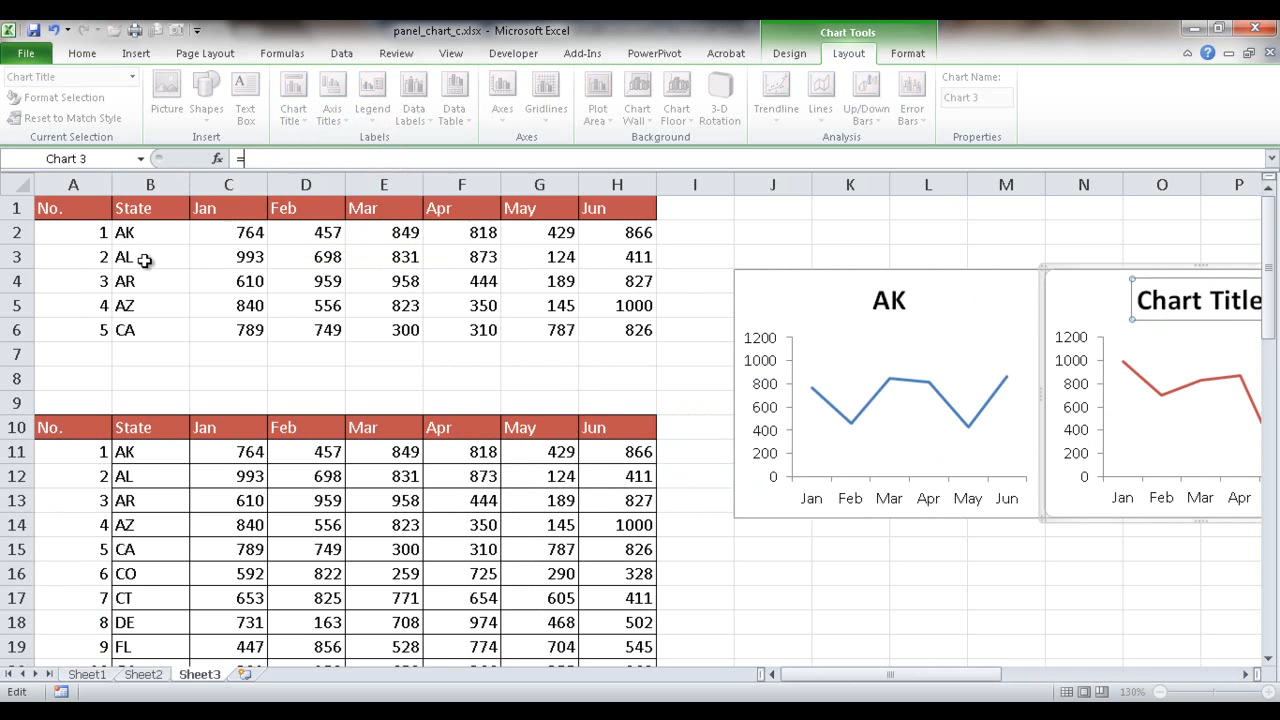 panel_chart_c.xlsx - Microsoft Excel
Chart Tools
File Home Insert Page Layout Formulas Data Review View Developer Add-Ins PowerPivot Acrobat Design Layout Format
Chart Title
Format Selection
Reset to Match Style
Current Selection
Picture Shapes Text Box
Insert
Chart Title Axis Titles Legend Data Labels Data Table
Labels
Axes Gridlines
Axes
Plot Area Chart Wall Chart Floor 3-D Rotation
Background
Trendline Lines Up/Down Bars Error Bars
Analysis
Chart Name:
Chart 3
Properties
Chart 3 fx =
A B C D E F G H I J K L M N O P
1 No. State Jan Feb Mar Apr May Jun
2 1 AK 764 457 849 818 429 866
3 2 AL 993 698 831 873 124 411
4 3 AR 610 959 958 444 189 827
5 4 AZ 840 556 823 350 145 1000
6 5 CA 789 749 300 310 787 826
7
8
9
10 No. State Jan Feb Mar Apr May Jun
11 1 AK 764 457 849 818 429 866
12 2 AL 993 698 831 873 124 411
13 3 AR 610 959 958 444 189 827
14 4 AZ 840 556 823 350 145 1000
15 5 CA 789 749 300 310 787 826
16 6 CO 592 822 259 725 290 328
17 7 CT 653 825 771 654 605 411
18 8 DE 731 163 708 974 468 502
19 9 FL 447 856 528 774 704 545
AK
1200
1000
800
600
400
200
0
Jan Feb Mar Apr May Jun
Chart Title
1200
1000
800
600
400
200
0
Jan Feb Mar Apr
Sheet1 Sheet2 Sheet3
Edit 130%